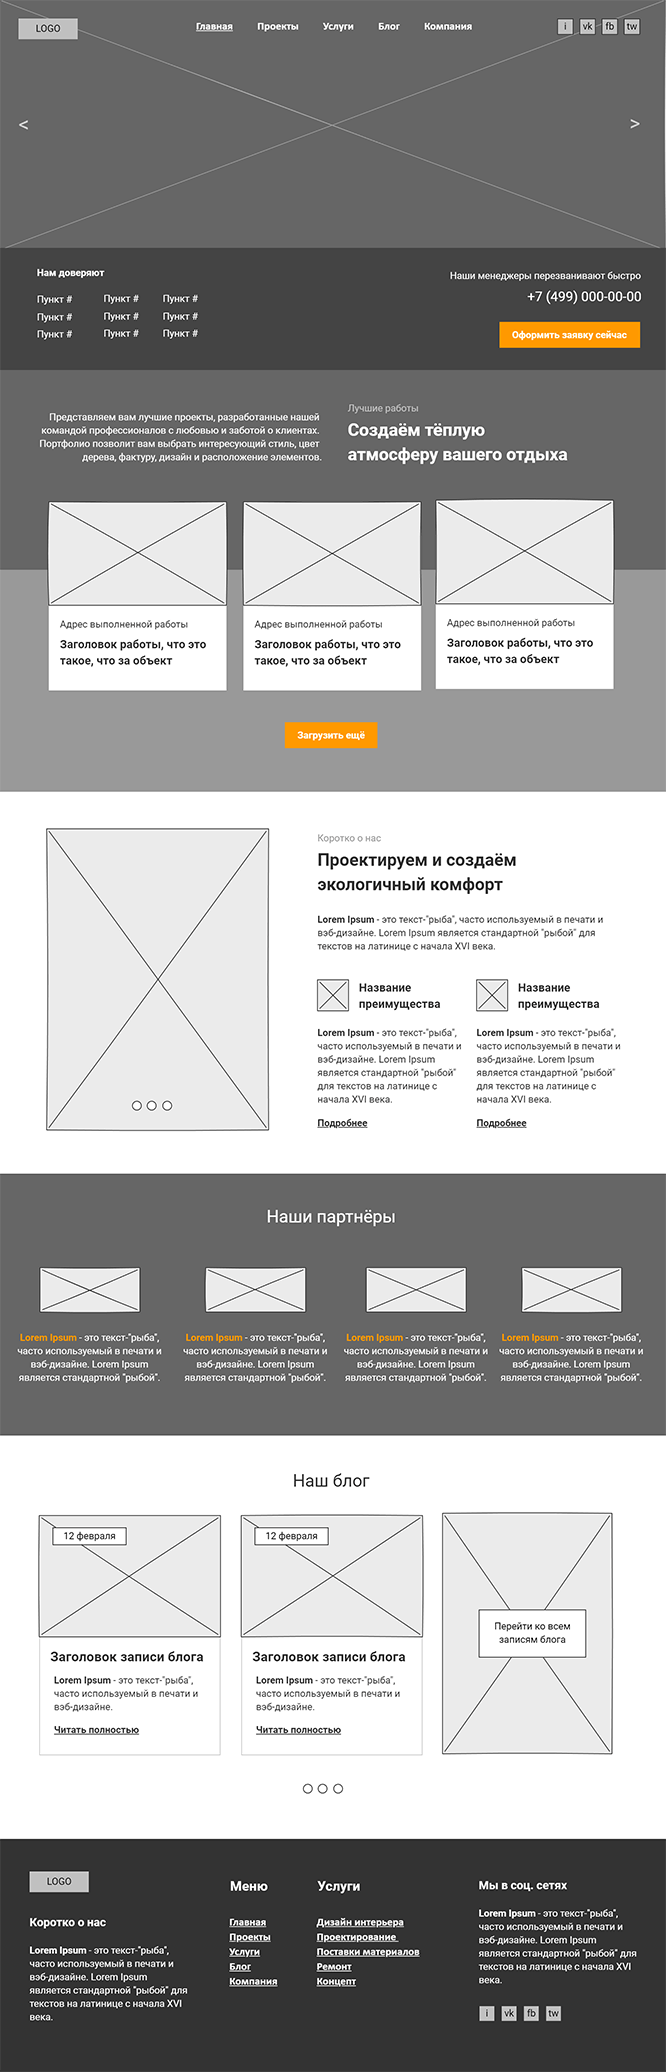 LOGO
Главная Проекты Услуги Блог Компания
i vk fb tw
< >
Нам доверяют
Пункт # Пункт # Пункт #
Пункт # Пункт # Пункт #
Пункт # Пункт # Пункт #
Наши менеджеры перезванивают быстро
+7 (499) 000-00-00
Оформить заявку сейчас
Представляем вам лучшие проекты, разработанные нашей
командой профессионалов с любовью и заботой о клиентах.
Портфолио позволит вам выбрать интересующий стиль, цвет
дерева, фактуру, дизайн и расположение элементов.
Лучшие работы
Создаём тёплую
атмосферу вашего отдыха
Адрес выполненной работы
Заголовок работы, что это
такое, что за объект
Адрес выполненной работы
Заголовок работы, что это
такое, что за объект
Адрес выполненной работы
Заголовок работы, что это
такое, что за объект
Загрузить ещё
Коротко о нас
Проектируем и создаём
экологичный комфорт
Lorem Ipsum - это текст-"рыба", часто используемый в печати и
вэб-дизайне. Lorem Ipsum является стандартной "рыбой" для
текстов на латинице с начала XVI века.
Название
преимущества
Lorem Ipsum - это текст-"рыба",
часто используемый в печати и
вэб-дизайне. Lorem Ipsum
является стандартной "рыбой"
для текстов на латинице с
начала XVI века.
Подробнее
Название
преимущества
Lorem Ipsum - это текст-"рыба",
часто используемый в печати и
вэб-дизайне. Lorem Ipsum
является стандартной "рыбой"
для текстов на латинице с
начала XVI века.
Подробнее
Наши партнёры
Lorem Ipsum - это текст-"рыба",
часто используемый в печати и
вэб-дизайне. Lorem Ipsum
является стандартной "рыбой".
Lorem Ipsum - это текст-"рыба",
часто используемый в печати и
вэб-дизайне. Lorem Ipsum
является стандартной "рыбой".
Lorem Ipsum - это текст-"рыба",
часто используемый в печати и
вэб-дизайне. Lorem Ipsum
является стандартной "рыбой".
Lorem Ipsum - это текст-"рыба",
часто используемый в печати и
вэб-дизайне. Lorem Ipsum
является стандартной "рыбой".
Наш блог
12 февраля
Заголовок записи блога
Lorem Ipsum - это текст-"рыба",
часто используемый в печати и
вэб-дизайне.
Читать полностью
12 февраля
Заголовок записи блога
Lorem Ipsum - это текст-"рыба",
часто используемый в печати и
вэб-дизайне.
Читать полностью
Перейти ко всем
записям блога
LOGO
Коротко о нас
Lorem Ipsum - это текст-"рыба",
часто используемый в печати и
вэб-дизайне. Lorem Ipsum
является стандартной "рыбой" для
текстов на латинице с начала XVI
века.
Меню
Главная
Проекты
Услуги
Блог
Компания
Услуги
Дизайн интерьера
Проектирование
Поставки материалов
Ремонт
Концепт
Мы в соц. сетях
Lorem Ipsum - это текст-"рыба",
часто используемый в печати и
вэб-дизайне. Lorem Ipsum
является стандартной "рыбой" для
текстов на латинице с начала XVI
века.
i vk fb tw